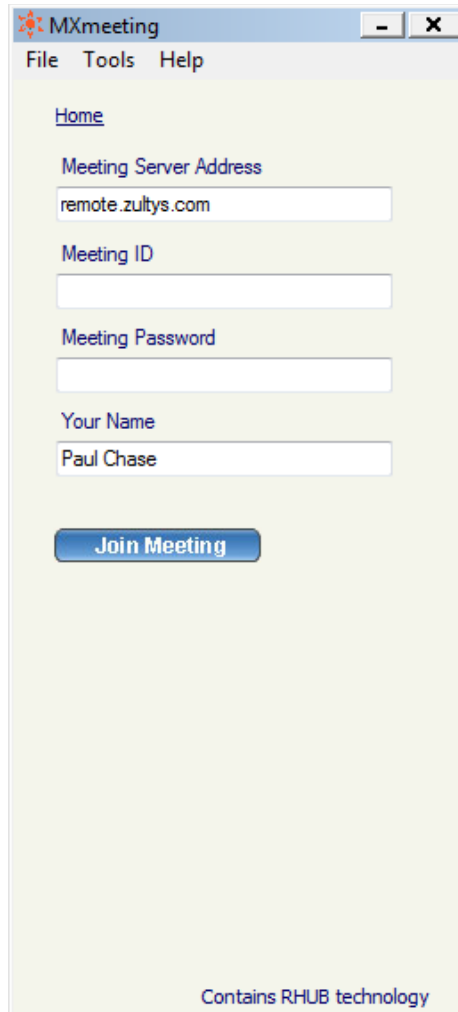 MXmeeting
File Tools Help
Home
Meeting Server Address
remote.zultys.com
Meeting ID
Meeting Password
Your Name
Paul Chase
Join Meeting
Contains RHUB technology